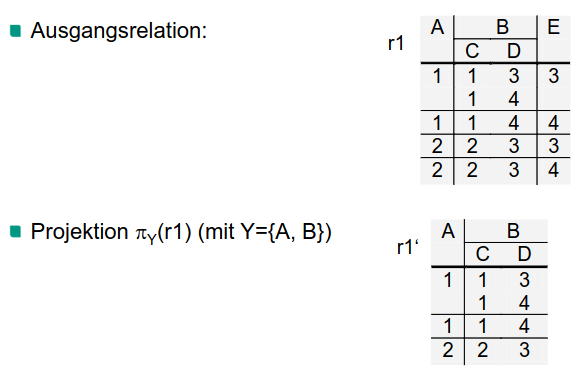 Ausgangsrelation:
r1
A B E
C D
1 1 3 3
1 4
1 1 4 4
2 2 3 3
2 2 3 4
Projektion πY(r1) (mit Y={A, B})
r1‘
A B
C D
1 1 3
1 4
1 1 4
2 2 3